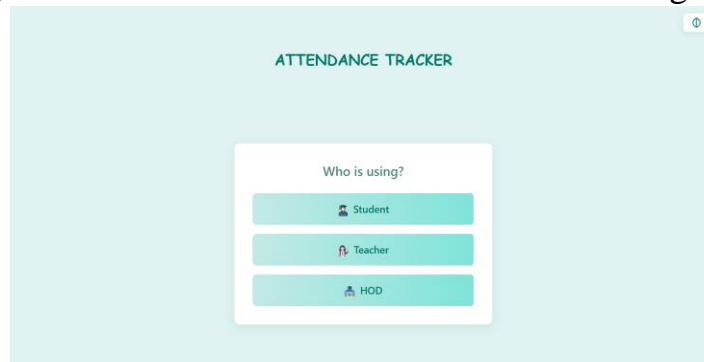 ATTENDANCE TRACKER
Who is using?
Student
Teacher
HOD